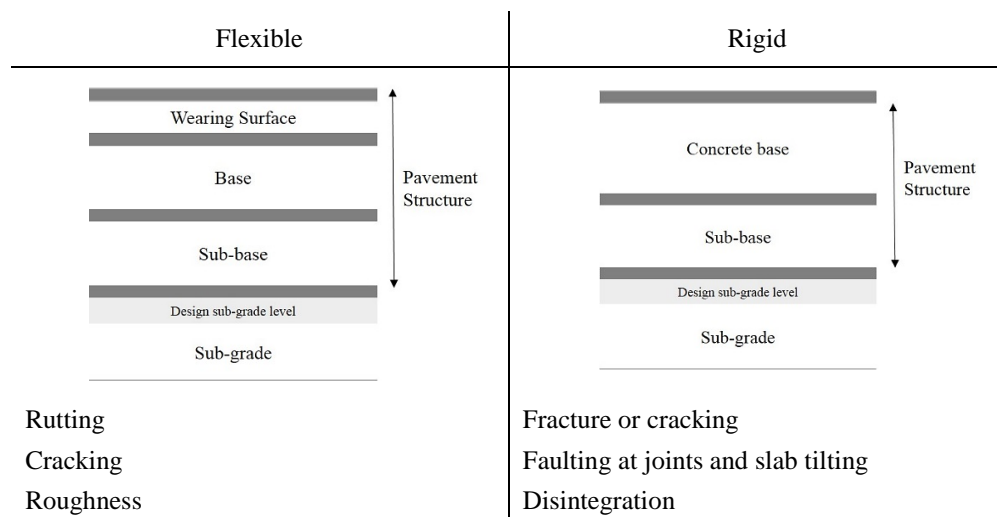 Flexible
Rigid
Wearing Surface
Base
Sub-base
Design sub-grade level
Sub-grade
Pavement
Structure
Concrete base
Sub-base
Design sub-grade level
Sub-grade
Pavement
Structure
Rutting
Cracking
Roughness
Fracture or cracking
Faulting at joints and slab tilting
Disintegration